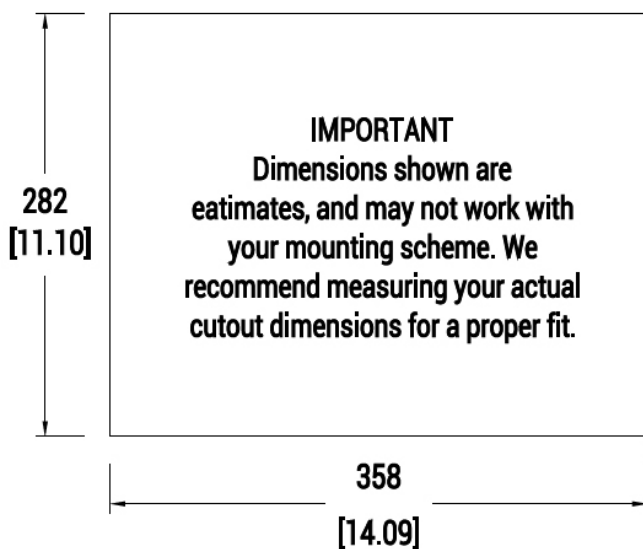 IMPORTANT
Dimensions shown are
eatimates, and may not work with
your mounting scheme. We
recommend measuring your actual
cutout dimensions for a proper fit.
282
[11.10]
358
[14.09]